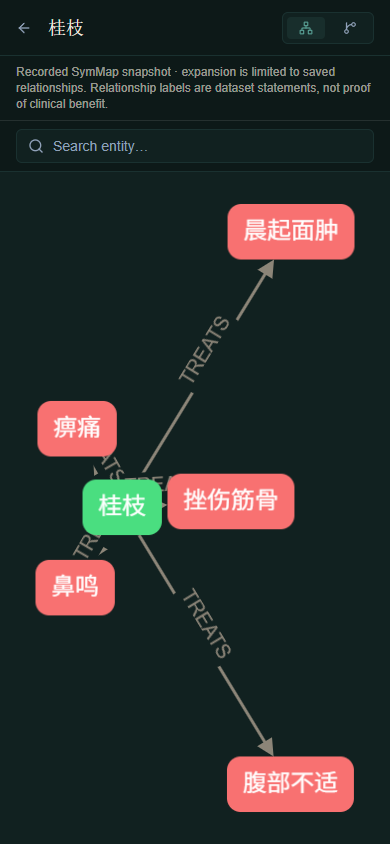 桂枝
Recorded SymMap snapshot · expansion is limited to saved
relationships. Relationship labels are dataset statements, not proof
of clinical benefit.
Search entity…
晨起面肿
TREATS
痹痛
桂枝
挫伤筋骨
鼻鸣
TREATS
腹部不适